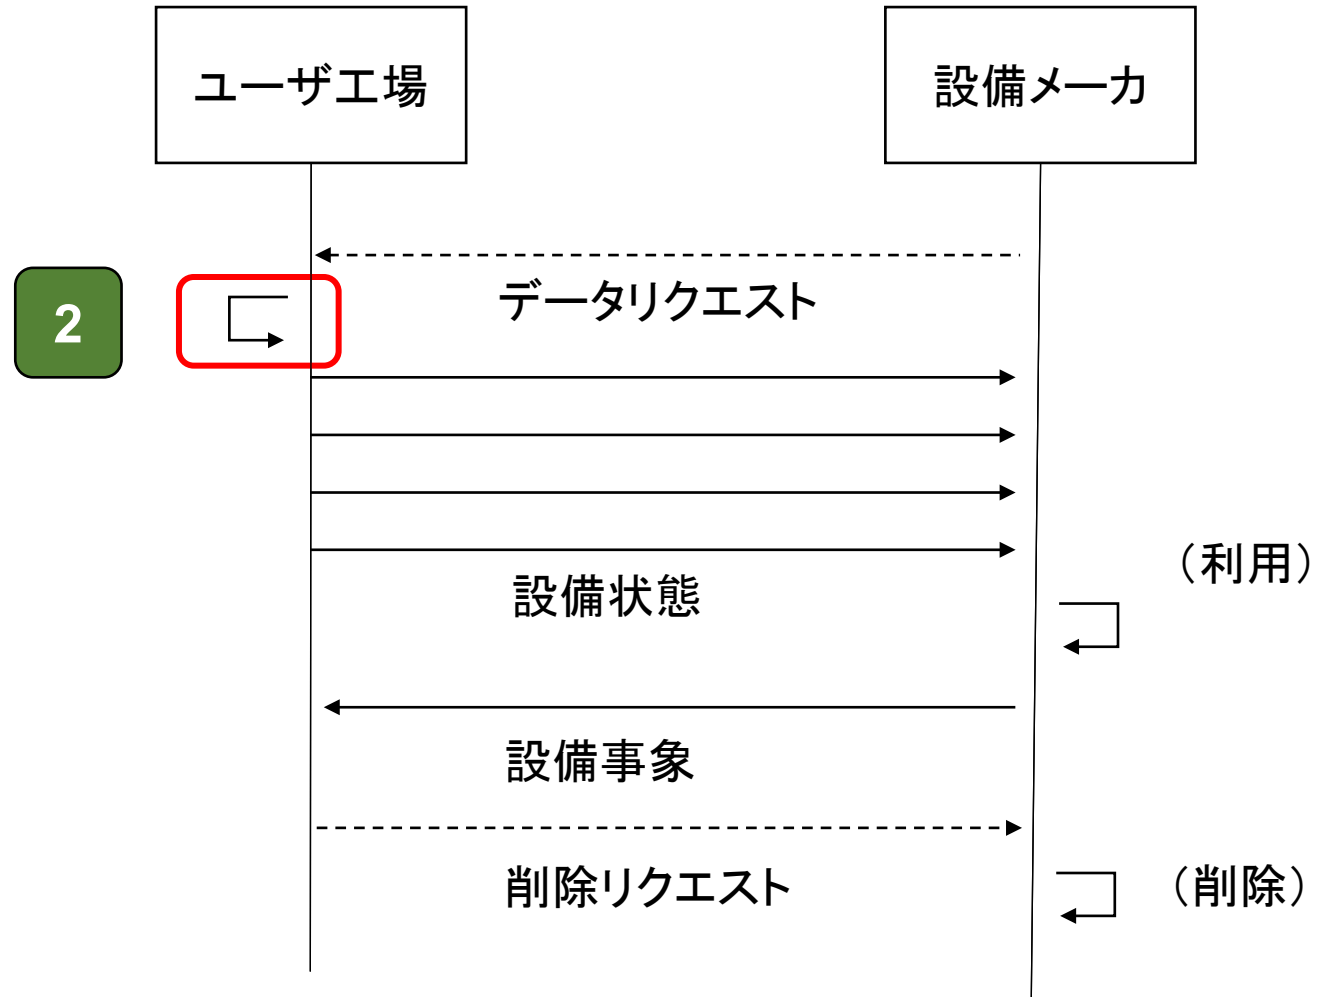 ユーザ工場
設備メーカ
2
データリクエスト
(利用)
設備状態
設備事象
削除リクエスト
(削除)